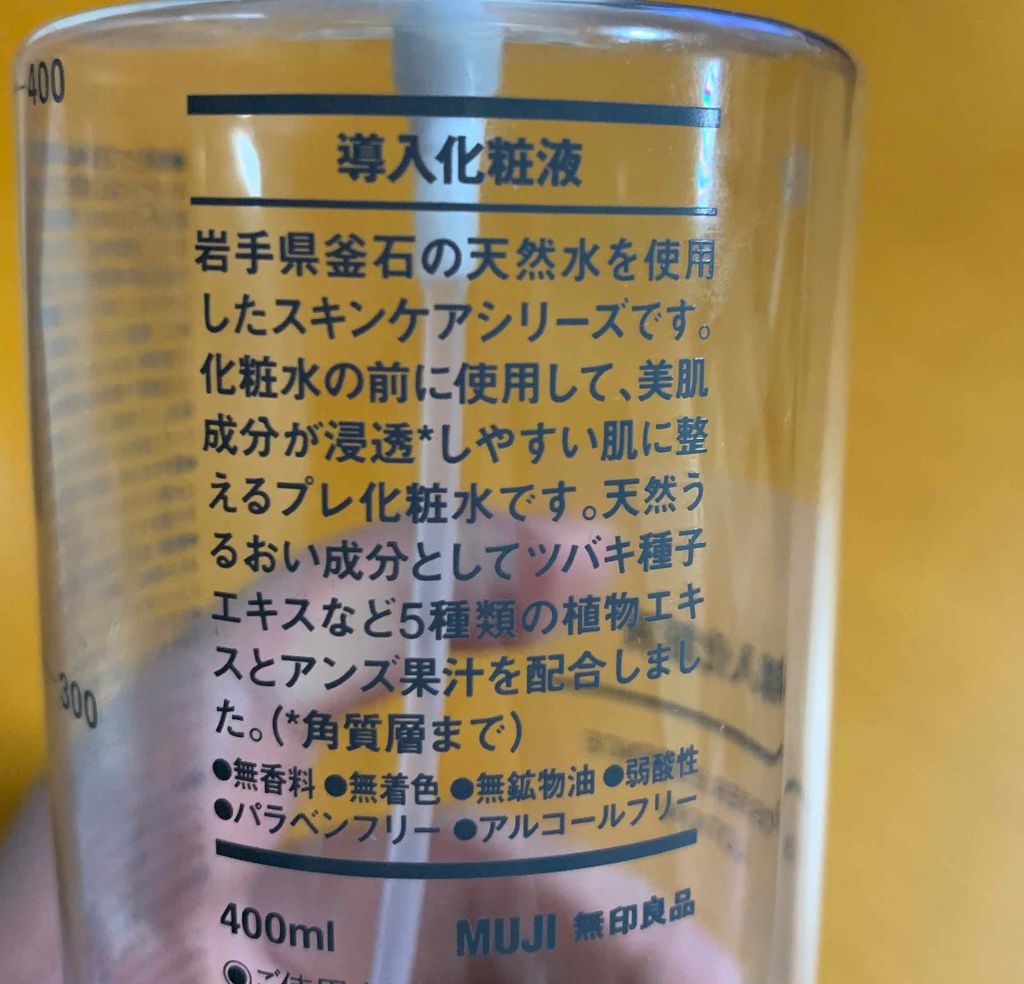 400
導入化粧液
岩手県釜石の天然水を使用
したスキンケアシリーズです。
化粧水の前に使用して、美肌
成分が浸透*しやすい肌に整
えるプレ化粧水です。天然う
るおい成分としてツバキ種子
エキスなど5種類の植物エキ
スとアンズ果汁を配合しまし
た。(*角質層まで)
300
●無香料 ●無着色 ●無鉱物油 ●弱酸性
●パラベンフリー ●アルコールフリー
400ml MUJI 無印良品